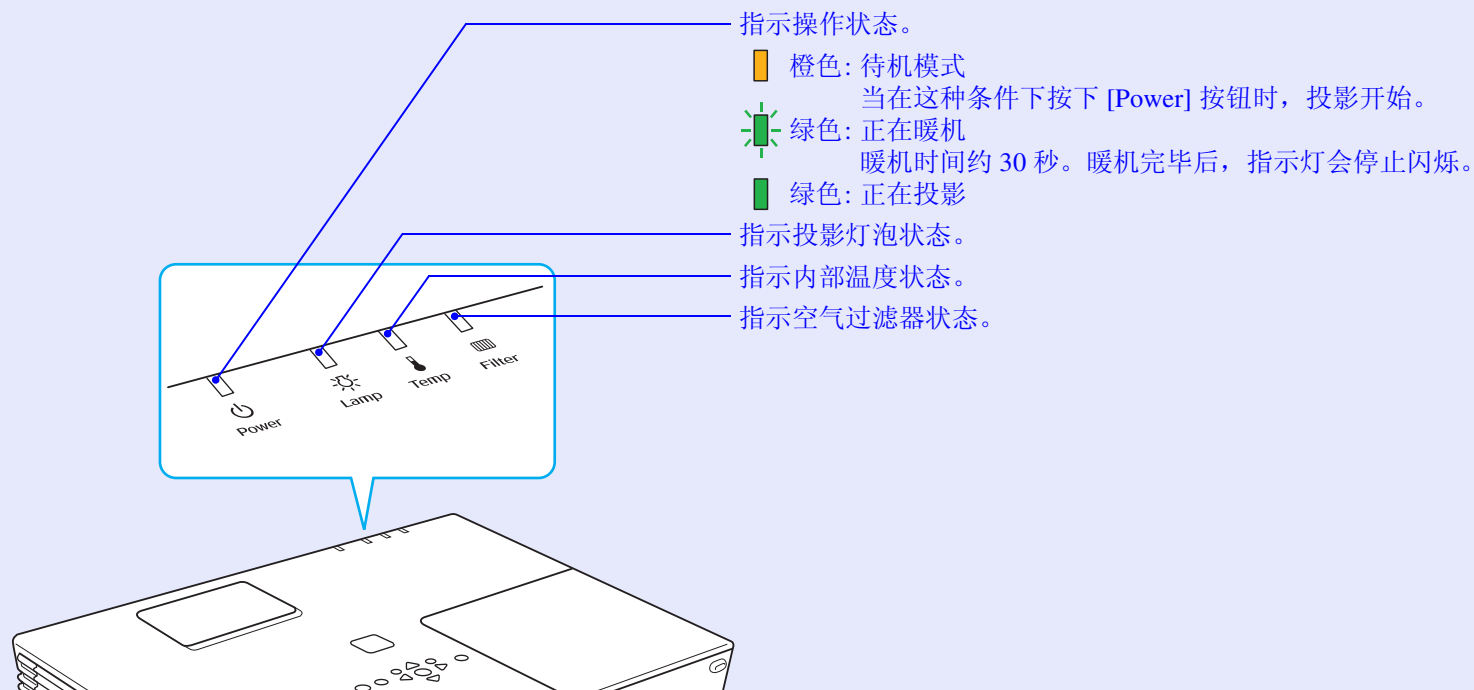 指示操作状态。
橙色: 待机模式
当在这种条件下按下 [Power] 按钮时，投影开始。
绿色: 正在暖机
暖机时间约 30 秒。暖机完毕后，指示灯会停止闪烁。
绿色: 正在投影
指示投影灯泡状态。
指示内部温度状态。
指示空气过滤器状态。
Power
Lamp
Temp
Filter